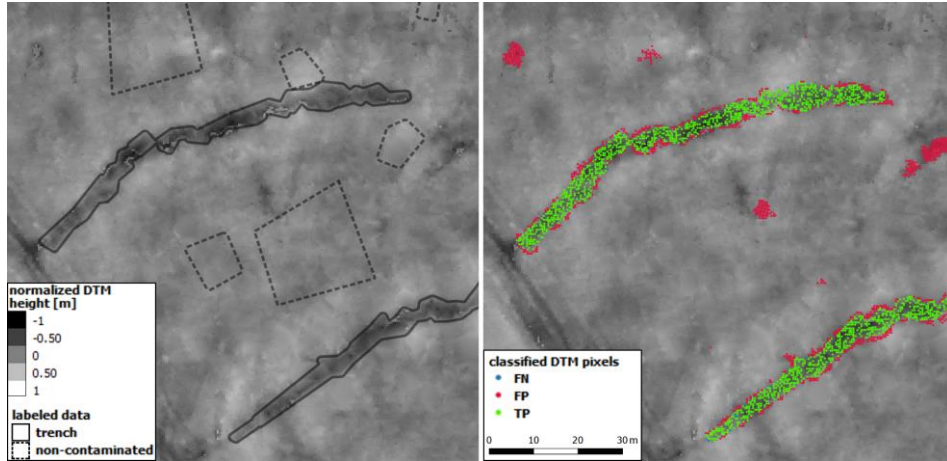 normalized DTM
height [m]
-1
-0.50
0
0.50
1
labeled data
trench
non-contaminated
classified DTM pixels
FN
FP
TP
0 10 20 30 m